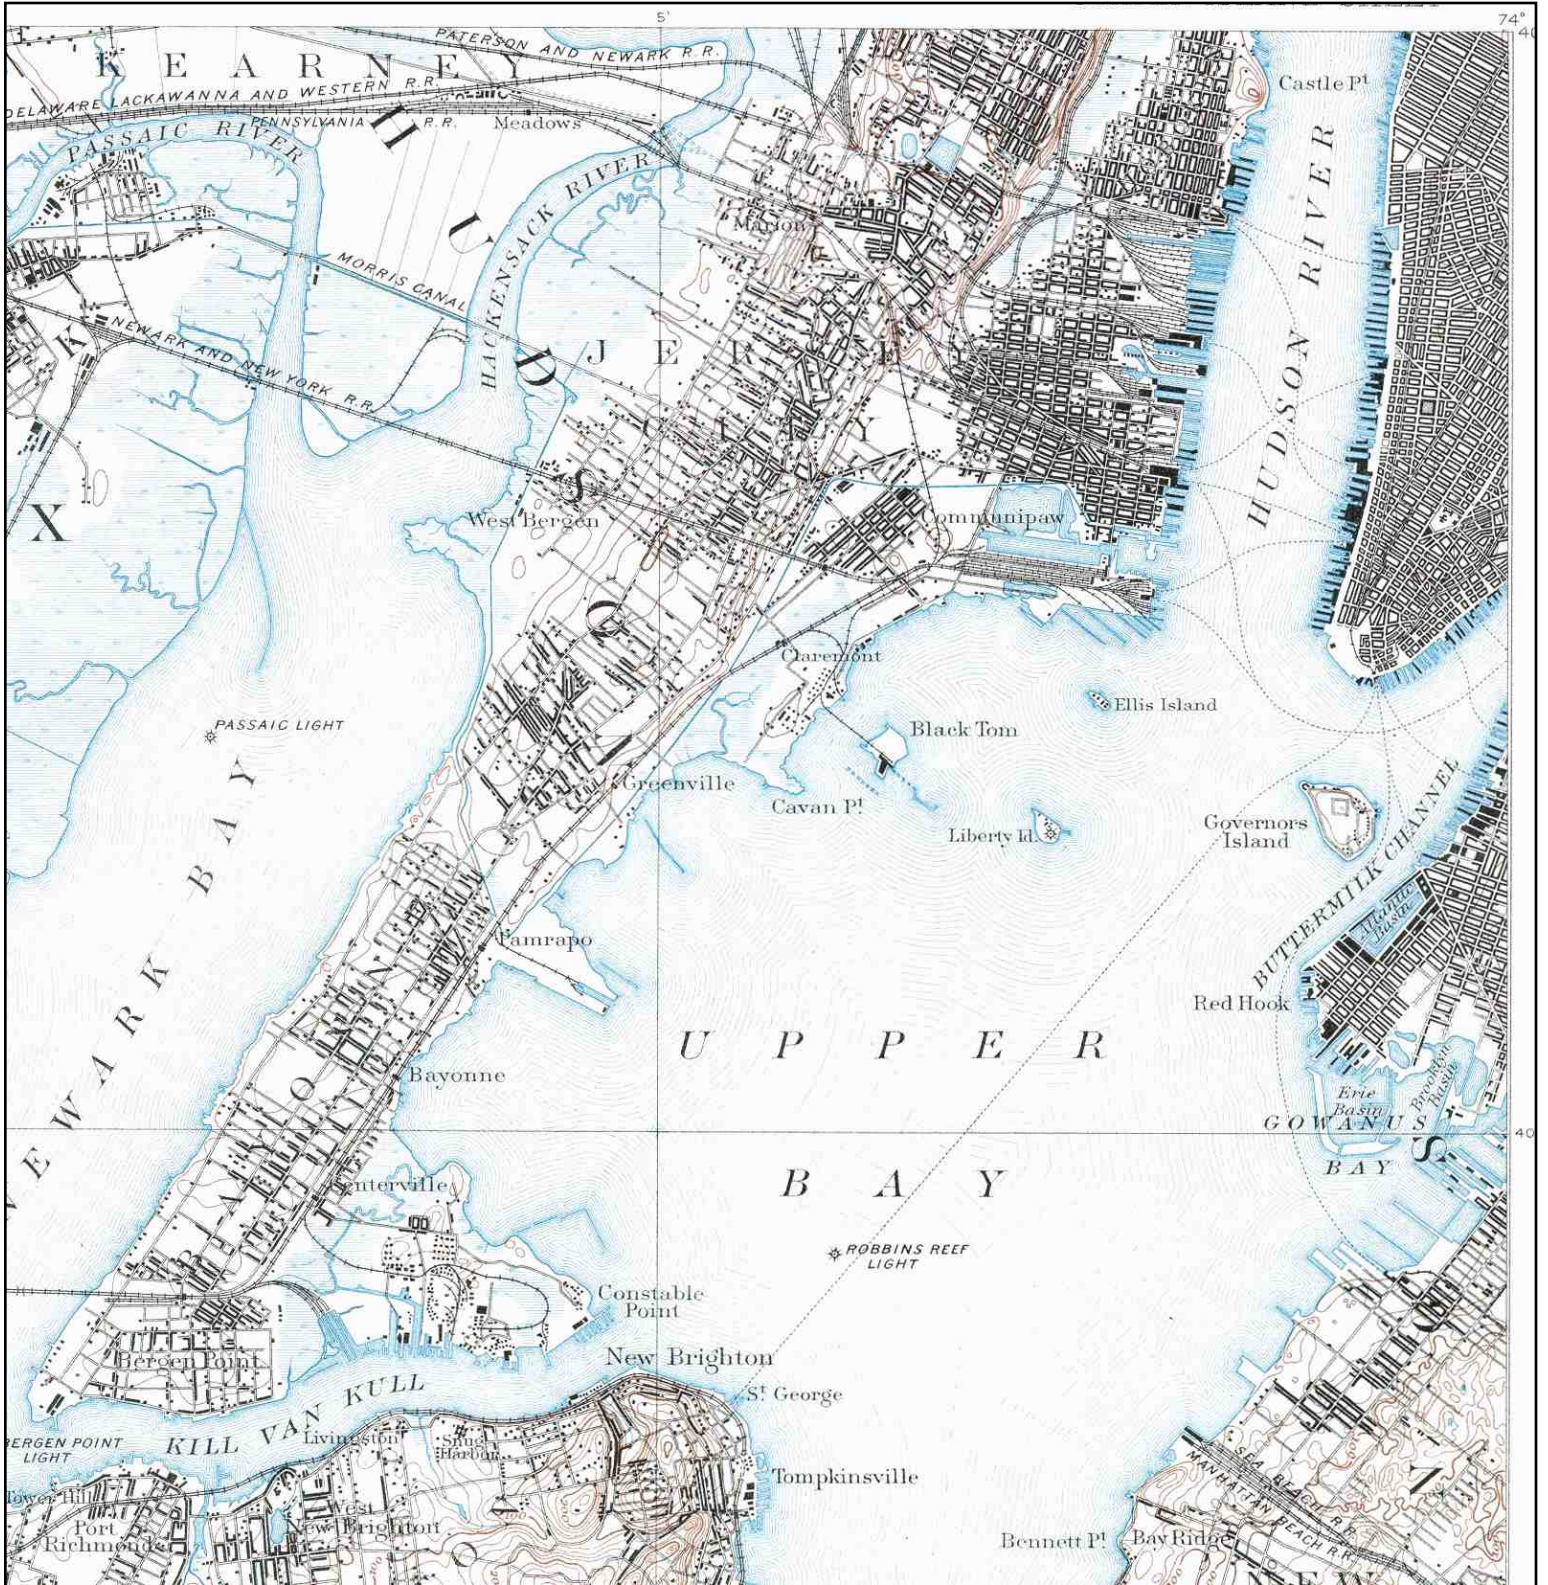 5'
74°
40
PATERSON AND NEWARK R.R.
KEARNEY
Castle Pt
DELAWARE LACKAWANNA AND WESTERN R.R.
PENNSYLVANIA R.R.
Meadows
PASSAIC RIVER
HACKENSACK RIVER
HUDSON
Marion
HUDSON RIVER
MORRIS CANAL
NEWARK AND NEW YORK R.R.
K
JERSEY
CITY
X
West Bergen
Communipaw
Claremont
Ellis Island
PASSAIC LIGHT
Black Tom
Greenville
Cavan Pt.
Liberty Id.
Governors
Island
BUTTERMILK CHANNEL
Atlantic
Basin
NEWARK BAY
Pamrapo
Red Hook
UPPER
Bayonne
BAYONNE
Erie
Basin
Brooklyn
Basin
GOWANUS
40
BAY
S
BAY
Centerville
ROBBINS REEF
LIGHT
Constable
Point
Bergen Point
New Brighton
St George
KILL VAN KULL
BERGEN POINT
LIGHT
Livingston
Snug
Harbor
Tompkinsville
SEA BEACH R.R.
MANHATTAN BEACH R.R.
Tower Hill
Port
Richmond
West
New Brighton
Bennett Pt
Bay Ridge
NEW